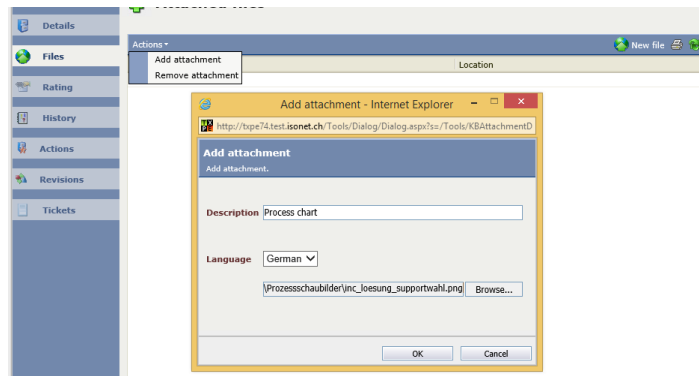 Attached files
Details
Files
Rating
History
Actions
Revisions
Tickets
Actions
New file
Add attachment
Remove attachment
Location
Add attachment - Internet Explorer
http://txpe74.test.isonet.ch/Tools/Dialog/Dialog.aspx?s=/Tools/KBAttachmentD
Add attachment
Add attachment.
Description Process chart
Language German
\Prozessschaubilder\inc_loesung_supportwahl.png Browse...
OK Cancel